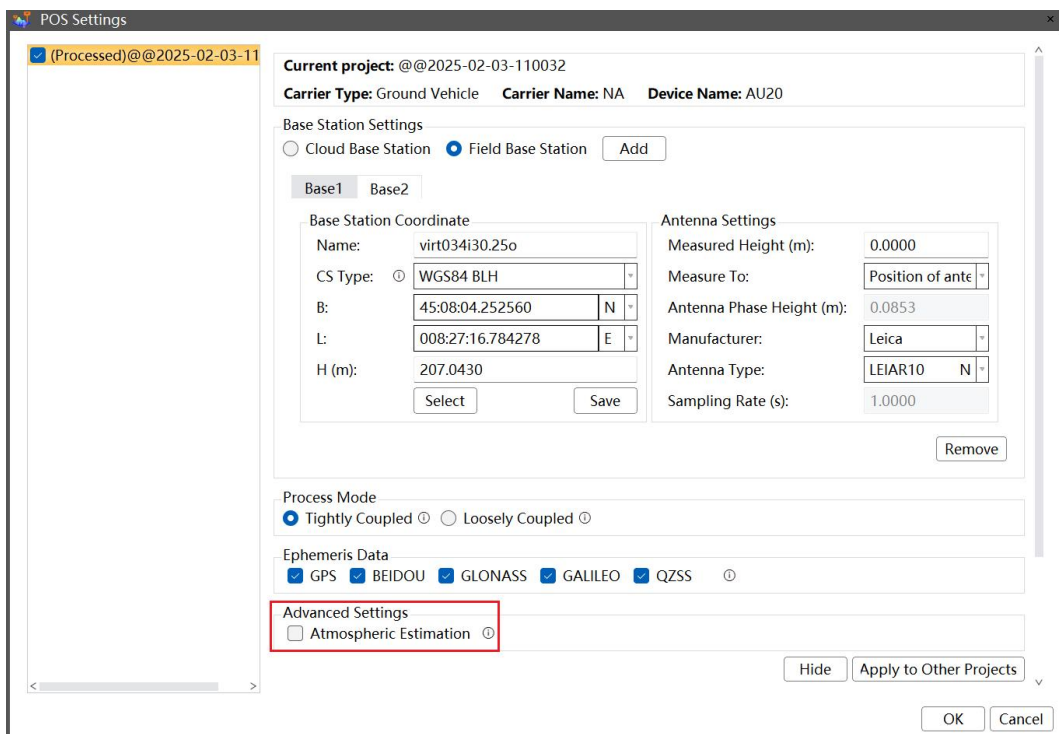 POS Settings
(Processed)@@2025-02-03-11
Current project: @@2025-02-03-110032
Carrier Type: Ground Vehicle Carrier Name: NA Device Name: AU20
Base Station Settings
Cloud Base Station Field Base Station Add
Base1 Base2
Base Station Coordinate
Name: virt034i30.25o
CS Type: WGS84 BLH
B: 45:08:04.252560 N
L: 008:27:16.784278 E
H (m): 207.0430
Select Save
Antenna Settings
Measured Height (m): 0.0000
Measure To: Position of ante
Antenna Phase Height (m): 0.0853
Manufacturer: Leica
Antenna Type: LEIAR10 N
Sampling Rate (s): 1.0000
Remove
Process Mode
Tightly Coupled Loosely Coupled
Ephemeris Data
GPS BEIDOU GLONASS GALILEO QZSS
Advanced Settings
Atmospheric Estimation
Hide Apply to Other Projects
OK Cancel